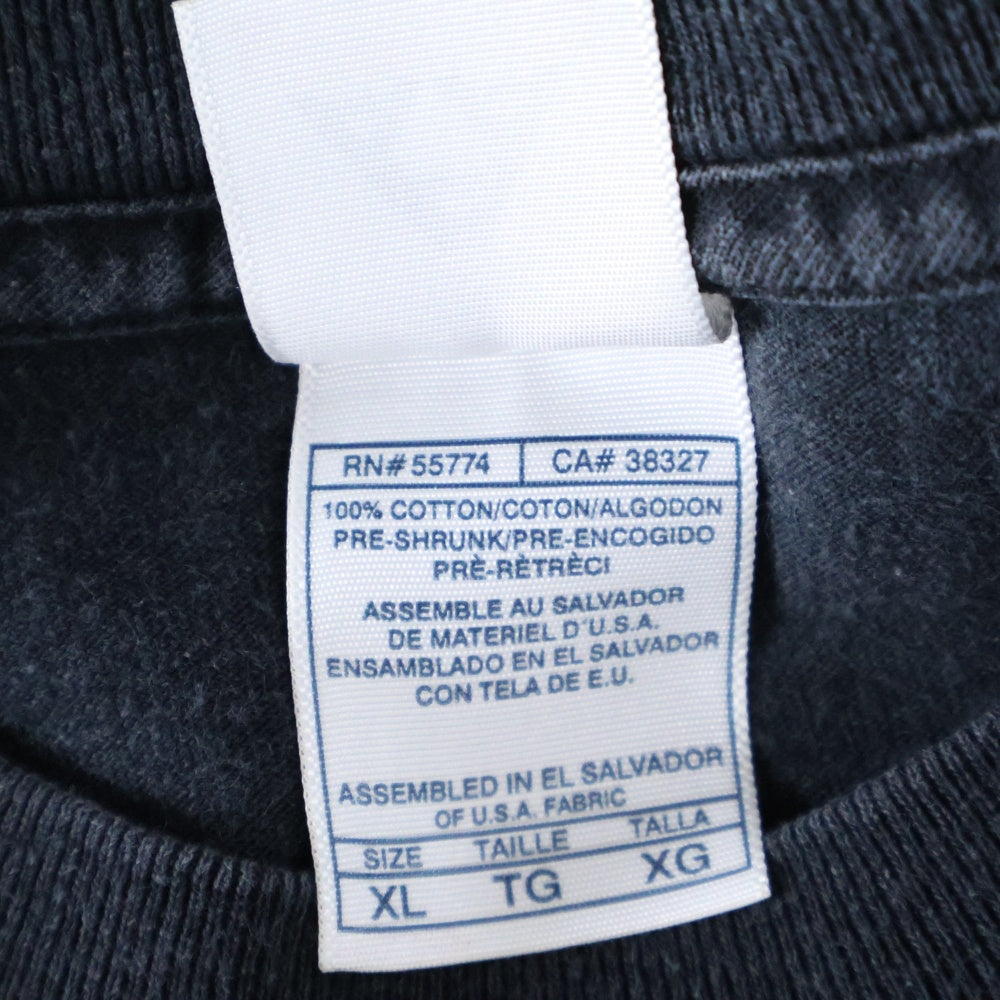 RN# 55774 CA# 38327
100% COTTON/COTON/ALGODON
PRE-SHRUNK/PRE-ENCOGIDO
PRÈ-RÈTRÈCI
ASSEMBLE AU SALVADOR
DE MATERIEL D'U.S.A.
ENSAMBLADO EN EL SALVADOR
CON TELA DE E.U.
ASSEMBLED IN EL SALVADOR
OF U.S.A. FABRIC
SIZE TAILLE TALLA
XL TG XG